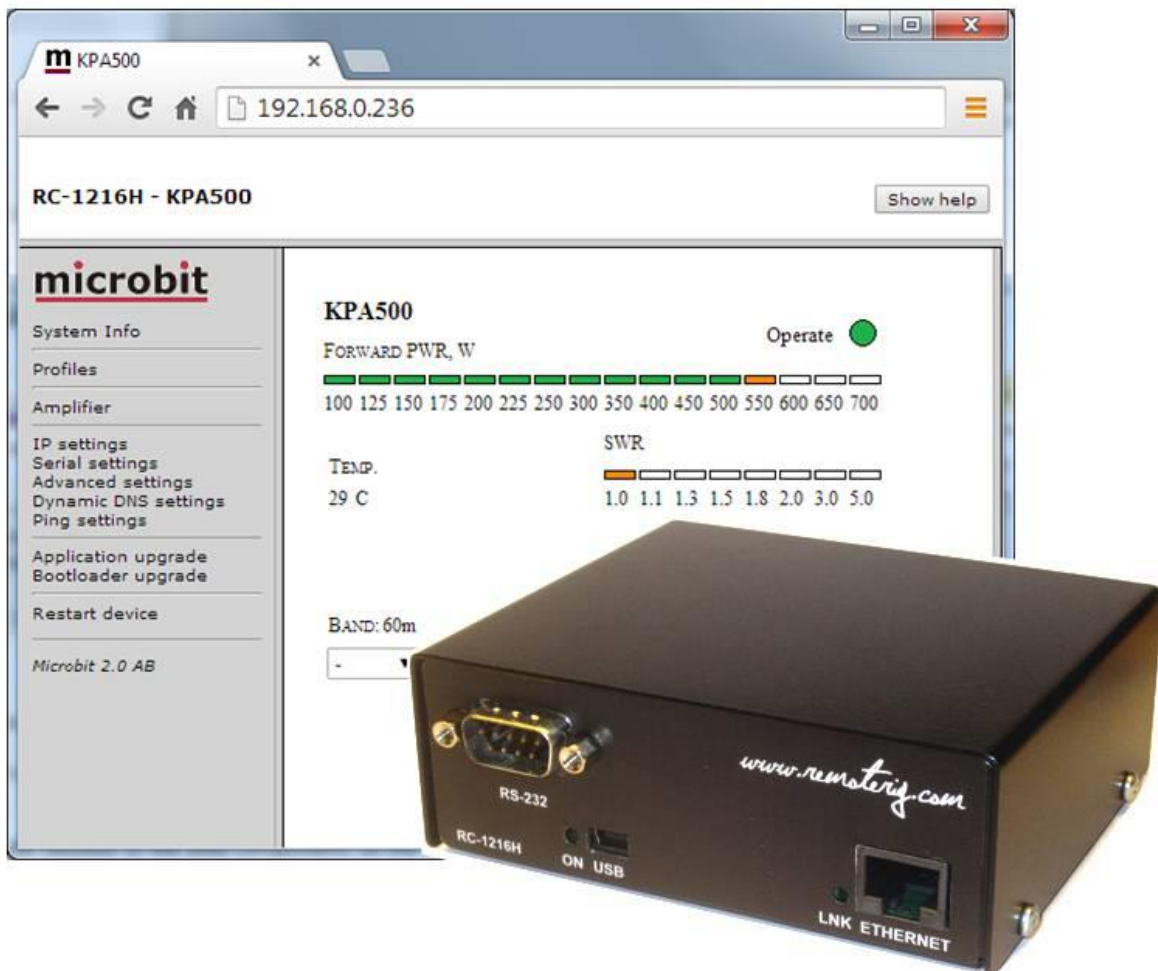 m KPA500 ×
192.168.0.236
RC-1216H - KPA500
Show help
microbit
System Info
Profiles
Amplifier
IP settings
Serial settings
Advanced settings
Dynamic DNS settings
Ping settings
Application upgrade
Bootloader upgrade
Restart device
Microbit 2.0 AB
KPA500
Operate
FORWARD PWR, W
100 125 150 175 200 225 250 300 350 400 450 500 550 600 650 700
SWR
TEMP.
29 C
1.0 1.1 1.3 1.5 1.8 2.0 3.0 5.0
BAND: 60m
-
www.remoterig.com
RS-232
RC-1216H
ON USB
LNK ETHERNET